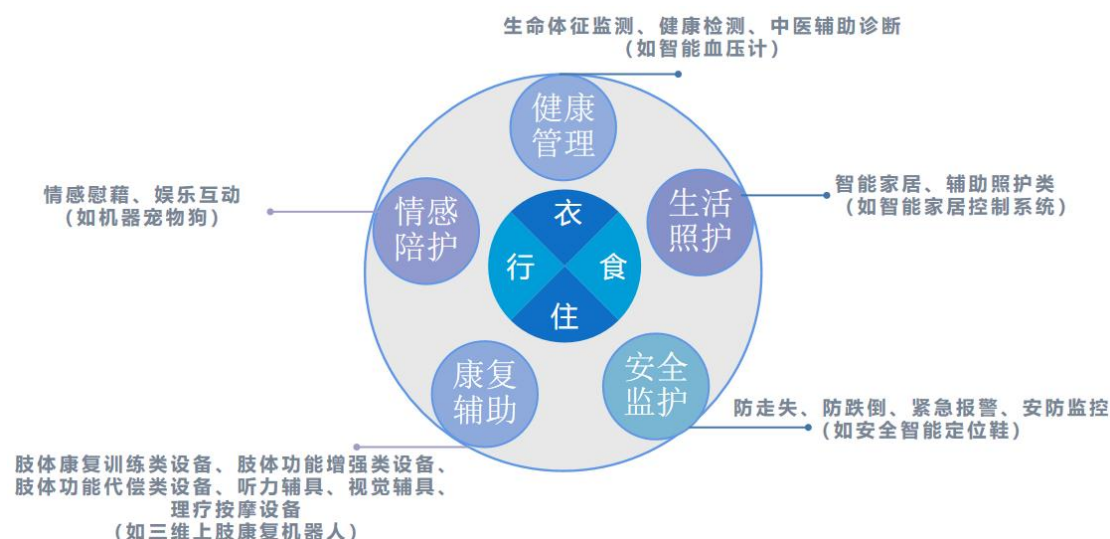 生命体征监测、健康检测、中医辅助诊断
（如智能血压计）
健康
管理
情感慰藉、娱乐互动
（如机器宠物狗）
情感
陪护
生活
照护
智能家居、辅助照护类
（如智能家居控制系统）
衣
行
食
住
康复
辅助
安全
监护
防走失、防跌倒、紧急报警、安防监控
（如安全智能定位鞋）
肢体康复训练类设备、肢体功能增强类设备、
肢体功能代偿类设备、听力辅具、视觉辅具、
理疗按摩设备
（如三维上肢康复机器人）